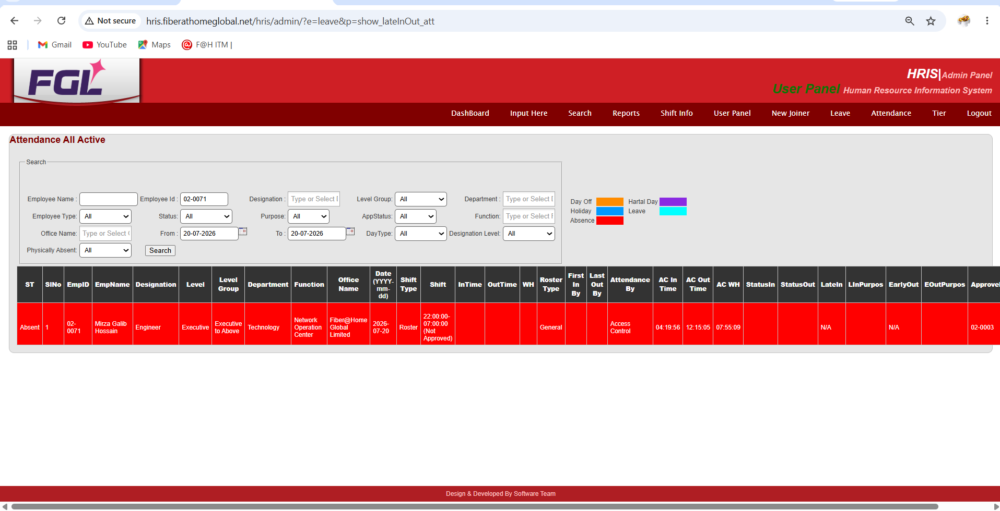 Not secure
hris.fiberathomeglobal.net/hris/admin/?e=leave&p=show_lateInOut_att
Gmail
YouTube
Maps
F@H ITM |
FGL
HRIS|Admin Panel
User Panel Human Resource Information System
DashBoard Input Here Search Reports Shift Info User Panel New Joiner Leave Attendance Tier Logout
Attendance All Active
Search
Employee Name : Employee Id : 02-0071 Designation : Type or Select Level Group: All Department : Type or Select
Employee Type: All Status: All Purpose: All AppStatus: All Function: Type or Select
Office Name: Type or Select From : 20-07-2026 To : 20-07-2026 DayType: All Designation Level: All
Physically Absent: All Search
Day Off Hartal Day
Holiday Leave
Absence
ST SlNo EmpID EmpName Designation Level Level Group Department Function Office Name Date (YYYY-mm-dd) Shift Type Shift InTime OutTime WH Roster Type First In By Last Out By Attendance By AC In Time AC Out Time AC WH StatusIn StatusOut LateIn LInPurpos EarlyOut EOutPurpos Approve
Absent 1 02-0071 Mirza Galib Hossain Engineer Executive Executive to Above Technology Network Operation Center Fiber@Home Global Limited 2026-07-20 Roster 22:00:00-07:00:00 (Not Approved) General Access Control 04:19:56 12:15:05 07:55:09 N/A N/A 02-0003
Design & Developed By Software Team